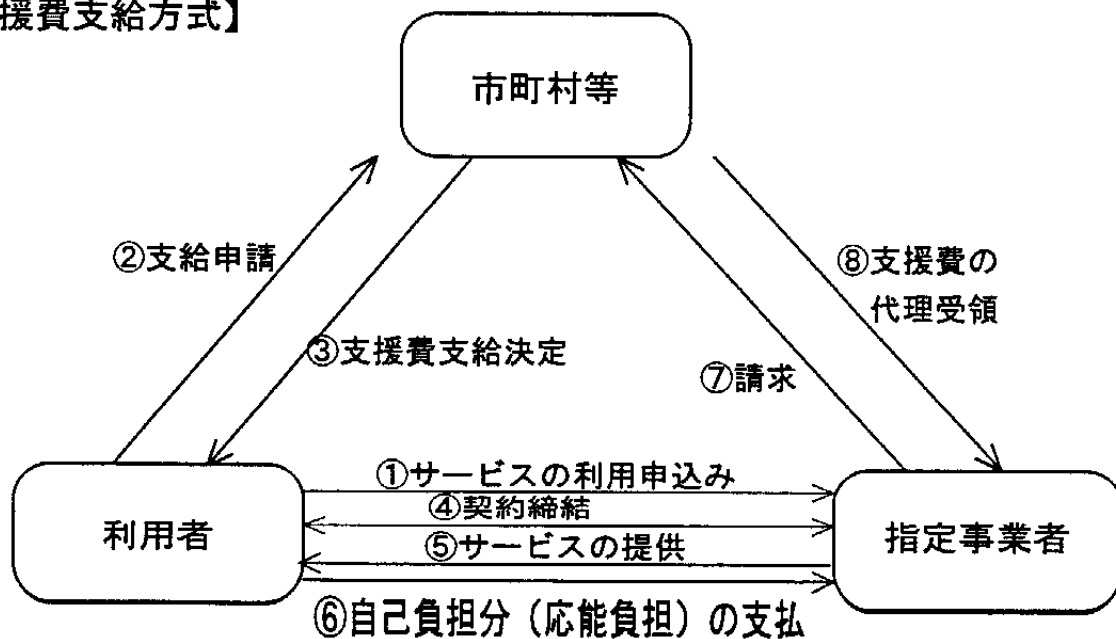 援費支給方式】
市町村等
②支給申請
⑧支援費の
代理受領
③支援費支給決定
⑦請求
①サービスの利用申込み
④契約締結
⑤サービスの提供
利用者
指定事業者
⑥自己負担分（応能負担）の支払